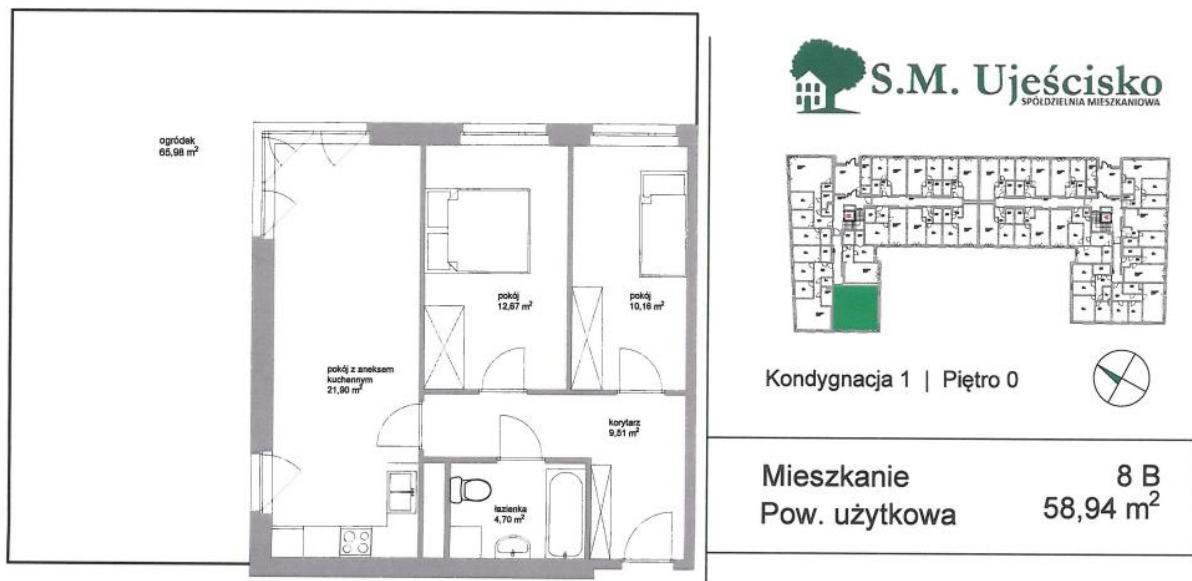 ogródek
65,98 m²
pokój
12,67 m²
pokój
10,16 m²
pokój z aneksem
kuchennym
21,90 m²
korytarz
9,51 m²
łazienka
4,70 m²
S.M. Ujeścisko
SPÓŁDZIELNIA MIESZKANIOWA
Kondygnacja 1 | Piętro 0
Mieszkanie 8 B
Pow. użytkowa 58,94 m²